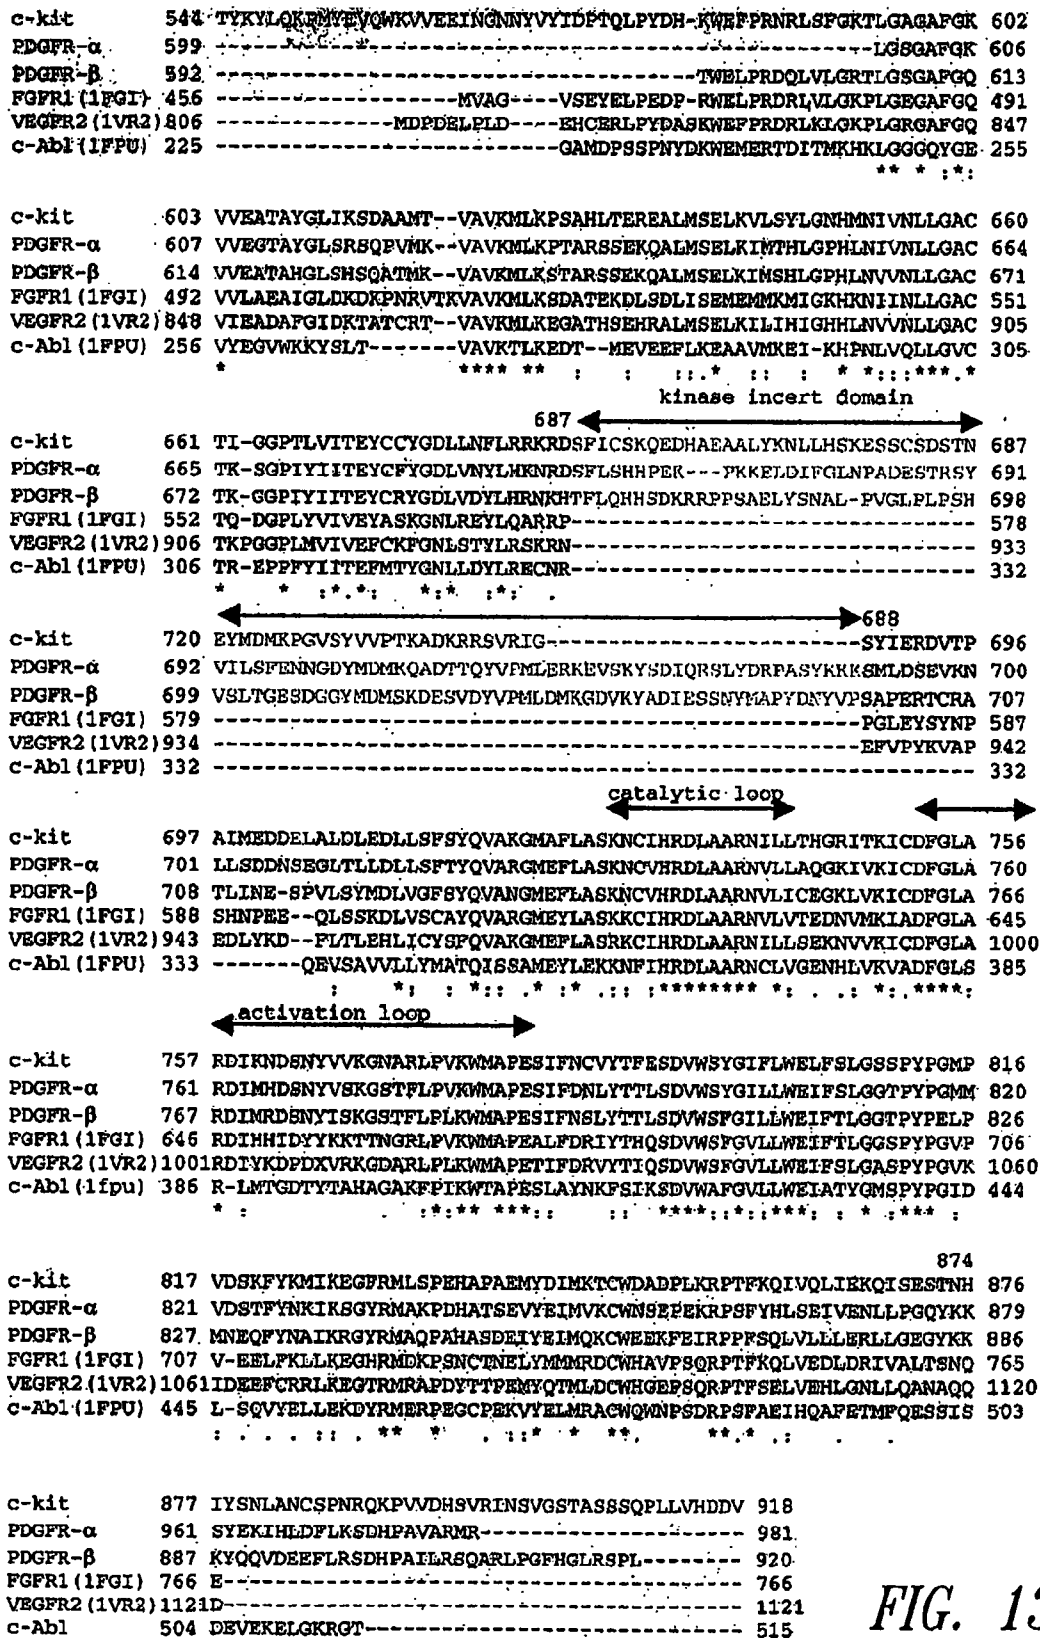 c-kit 544 TYKYLQKPMYEVQWKVVEEINGNNYVYIDPTQLPYDH-KWEFPRNRLSFGKTLGAGAFGK 602
PDGFR-α 599 ----------------------------------------------------LGSGAFGK 606
PDGFR-β 592 --------------------------------------TWELPRDQLVLGRTLGSGAFGQ 613
FGFR1(1FGI) 456 -------------------MVAG----VSEYELPEDP-RWELPRDRLVLGKPLGEGAFGQ 491
VEGFR2(1VR2) 806 --------------MDPDELPLD----EHCERLPYDASKWEFPRDRLKLGKPLGRGAFGQ 847
c-Abl(1FPU) 225 ---------------------------GAMDPSSPNYDKWEMERTDITMKHKLGGGQYGE 255
** * :*:
c-kit 603 VVEATAYGLIKSDAAMT--VAVKMLKPSAHLTEREALMSELKVLSYLGNHMNIVNLLGAC 660
PDGFR-α 607 VVEGTAYGLSRSQPVMK--VAVKMLKPTARSSEKQALMSELKIMTHLGPHLNIVNLLGAC 664
PDGFR-β 614 VVEATAHGLSHSQATMK--VAVKMLKSTARSSEKQALMSELKIMSHLGPHLNVVNLLGAC 671
FGFR1(1FGI) 492 VVLAEAIGLDKDKPNRVTKVAVKMLKSDATEKDLSDLISEMEMMKMIGKHKNIINLLGAC 551
VEGFR2(1VR2) 848 VIEADAFGIDKTATCRT--VAVKMLKEGATHSEHRALMSELKILIHIGHHLNVVNLLGAC 905
c-Abl(1FPU) 256 VYEGVWKKYSLT-------VAVKTLKEDT--MEVEEFLKEAAVMKEI-KHPNLVQLLGVC 305
* **** ** : : ::.* :: : * *:::***.*
kinase incert domain
687
c-kit 661 TI-GGPTLVITEYCCYGDLLNFLRRKRDSFICSKQEDHAEAALYKNLLHSKESSCSDSTN 687
PDGFR-α 665 TK-SGPIYIITEYCFYGDLVNYLHKNRDSFLSHHPEK---PKKELDIFGLNPADESTRSY 691
PDGFR-β 672 TK-GGPIYIITEYCRYGDLVDYLHRNKHTFLQHHSDKRRPPSAELYSNAL-PVGLPLPSH 698
FGFR1(1FGI) 552 TQ-DGPLYVIVEYASKGNLREYLQARRP-------------------------------- 578
VEGFR2(1VR2) 906 TKPGGPLMVIVEFCKFGNLSTYLRSKRN-------------------------------- 933
c-Abl(1FPU) 306 TR-EPPFYIITEFMTYGNLLDYLRECNR-------------------------------- 332
* * :*.*: *:* :*: .
688
c-kit 720 EYMDMKPGVSYVVPTKADKRRSVRIG-------------------------SYIERDVTP 696
PDGFR-α 692 VILSFENNGDYMDMKQADTTQYVPMLERKEVSKYSDIQRSLYDRPASYKKKSMLDSEVKN 700
PDGFR-β 699 VSLTGESDGGYMDMSKDESVDYVPMLDMKGDVKYADIESSNYMAPYDNYVPSAPERTCRA 707
FGFR1(1FGI) 579 ---------------------------------------------------PGLEYSYNP 587
VEGFR2(1VR2) 934 ---------------------------------------------------EFVPYKVAP 942
c-Abl(1FPU) 332 ------------------------------------------------------------ 332
catalytic loop
c-kit 697 AIMEDDELALDLEDLLSFSYQVAKGMAFLASKNCIHRDLAARNILLTHGRITKICDFGLA 756
PDGFR-α 701 LLSDDNSEGLTLLDLLSFTYQVARGMEFLASKNCVHRDLAARNVLLAQGKIVKICDFGLA 760
PDGFR-β 708 TLINE-SPVLSYMDLVGFSYQVANGMEFLASKNCVHRDLAARNVLICEGKLVKICDFGLA 766
FGFR1(1FGI) 588 SHNPEE--QLSSKDLVSCAYQVARGMEYLASKKCIHRDLAARNVLVTEDNVMKIADFGLA 645
VEGFR2(1VR2) 943 EDLYKD--FLTLEHLICYSFQVAKGMEFLASRKCIHRDLAARNILLSEKNVVKICDFGLA 1000
c-Abl(1FPU) 333 -------QEVSAVVLLYMATQISSAMEYLEKKNFIHRDLAARNCLVGENHLVKVADFGLS 385
: *: *:: .* :* .:: :******** *: . : *:.****:
activation loop
c-kit 757 RDIKNDSNYVVKGNARLPVKWMAPESIFNCVYTFESDVWSYGIFLWELFSLGSSPYPGMP 816
PDGFR-α 761 RDIMHDSNYVSKGSTFLPVKWMAPESIFDNLYTTLSDVWSYGILLWEIFSLGGTPYPGMM 820
PDGFR-β 767 RDIMRDSNYISKGSTFLPLKWMAPESIFNSLYTTLSDVWSFGILLWEIFTLGGTPYPELP 826
FGFR1(1FGI) 646 RDIHHIDYYKKTTNGRLPVKWMAPEALFDRIYTHQSDVWSFGVLLWEIFTLGGSPYPGVP 706
VEGFR2(1VR2) 1001RDIYKDPDXVRKGDARLPLKWMAPETIFDRVYTIQSDVWSFGVLLWEIFSLGASPYPGVK 1060
c-Abl(1fpu) 386 R-LMTGDTYTAHAGAKFPIKWTAPESLAYNKFSIKSDVWAFGVLLWEIATYGMSPYPGID 444
* : . :*:** ***:: :: ****::*::***: : * :*** :
874
c-kit 817 VDSKFYKMIKEGFRMLSPEHAPAEMYDIMKTCWDADPLKRPTFKQIVQLIEKQISESTNH 876
PDGFR-α 821 VDSTFYNKIKSGYRMAKPDHATSEVYEIMVKCWNSEPEKRPSFYHLSEIVENLLPGQYKK 879
PDGFR-β 827 MNEQFYNAIKRGYRMAQPAHASDEIYEIMQKCWEEKFEIRPPFSQLVLLLERLLGEGYKK 886
FGFR1(1FGI) 707 V-EELFKLLKEGHRMDKPSNCTNELYMMMRDCWHAVPSQRPTFKQLVEDLDRIVALTSNQ 765
VEGFR2(1VR2) 1061IDEEFCRRLKEGTRMRAPDYTTPEMYQTMLDCWHGEPSQRPTFSELVEHLGNLLQANAQQ 1120
c-Abl(1FPU) 445 L-SQVYELLEKDYRMERPEGCPEKVYELMRACWQWNPSDRPSFAEIHQAFETMFQESSIS 503
: . . :: . ** * . ::* * ** **.* : . .
c-kit 877 IYSNLANCSPNRQKPVVDHSVRINSVGSTASSSQPLLVHDDV 918
PDGFR-α 961 SYEKIHLDFLKSDHPAVARMR--------------------- 981
PDGFR-β 887 KYQQVDEEFLRSDHPAILRSQARLPGFHGLRSPL-------- 920
FGFR1(1FGI) 766 E----------------------------------------- 766
VEGFR2(1VR2) 1121D----------------------------------------- 1121
c-Abl 504 DEVEKELGKRGT------------------------------ 515
FIG. 13